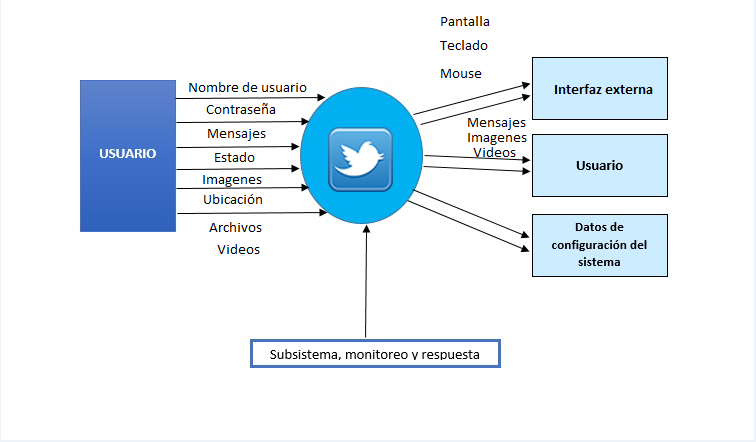 Pantalla
Teclado
Mouse
USUARIO
Nombre de usuario
Contraseña
Mensajes
Estado
Imagenes
Ubicación
Archivos
Videos
Interfaz externa
Mensajes
Imagenes
Videos
Usuario
Datos de
configuración del
sistema
Subsistema, monitoreo y respuesta